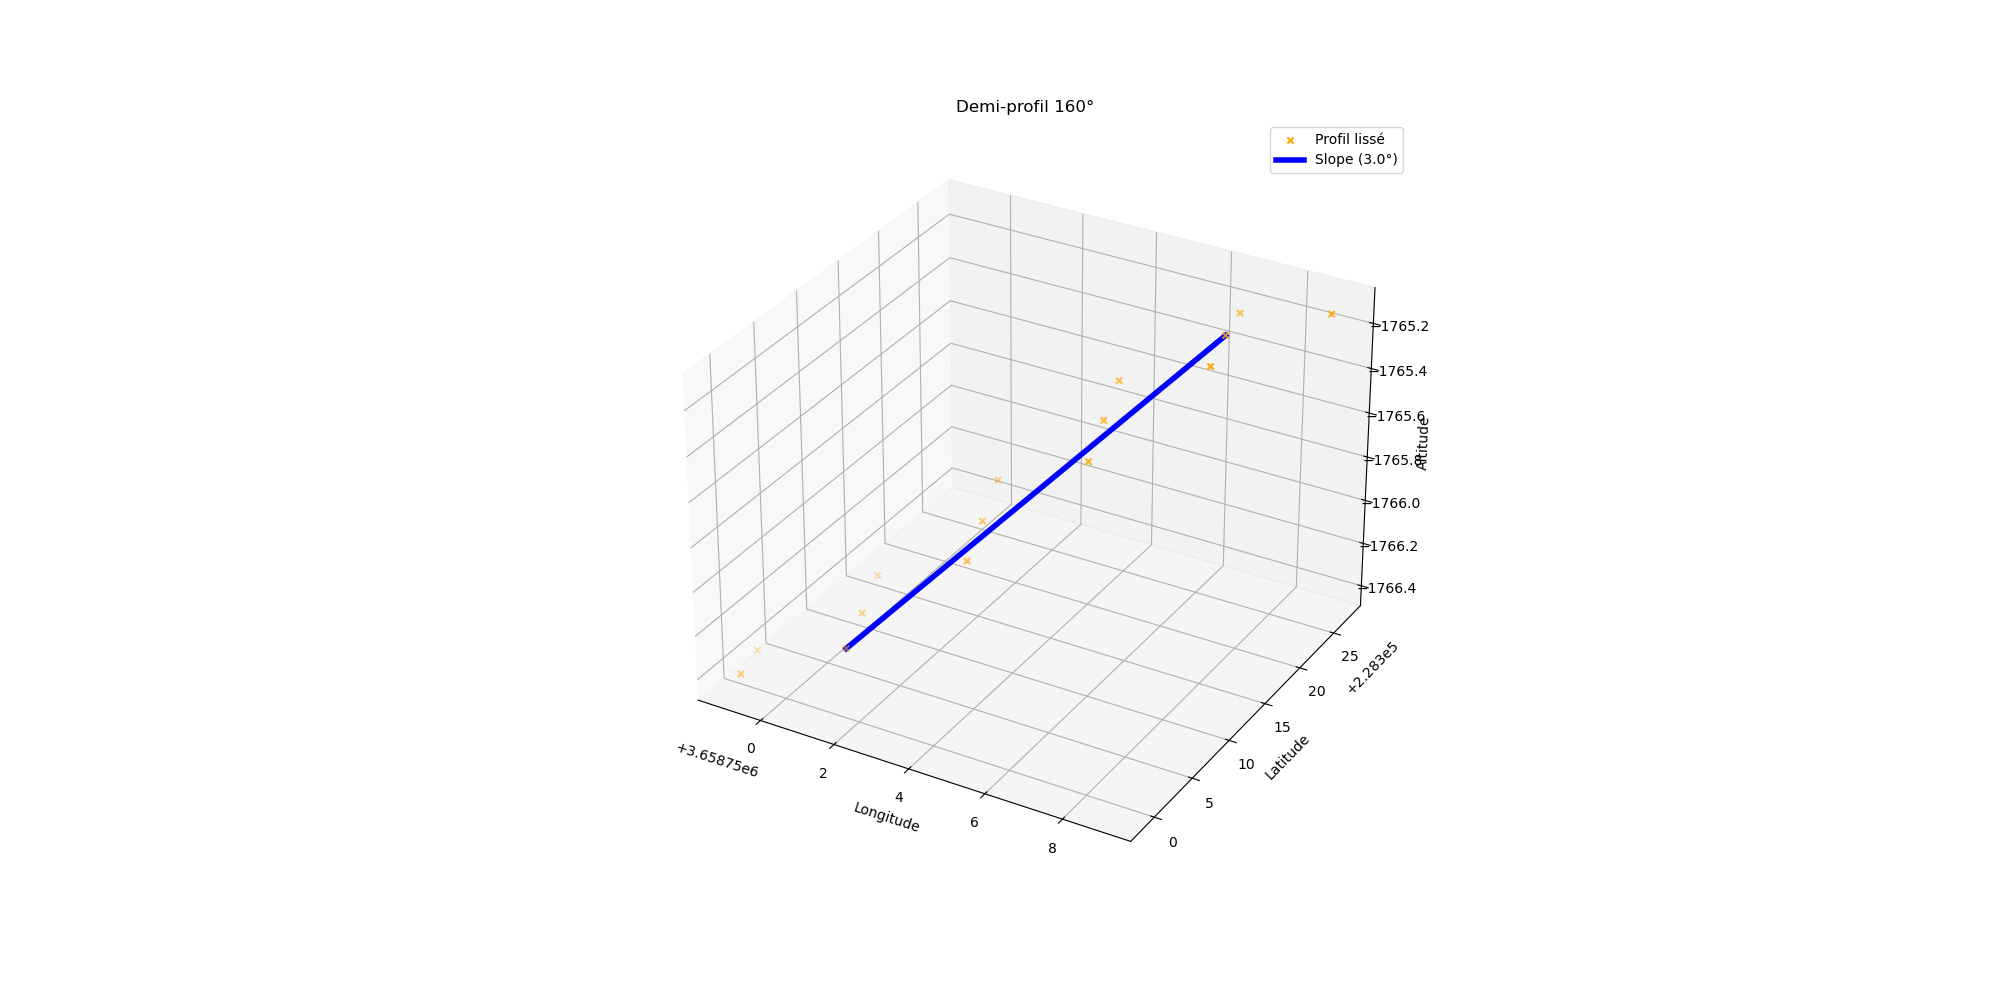 Demi-profil 160°
Profil lissé
Slope (3.0°)
−1765.2
−1765.4
−1765.6
−1765.8
−1766.0
−1766.2
−1766.4
Altitude
0
2
4
6
8
+3.65875e6
Longitude
0
5
10
15
20
25
+2.283e5
Latitude